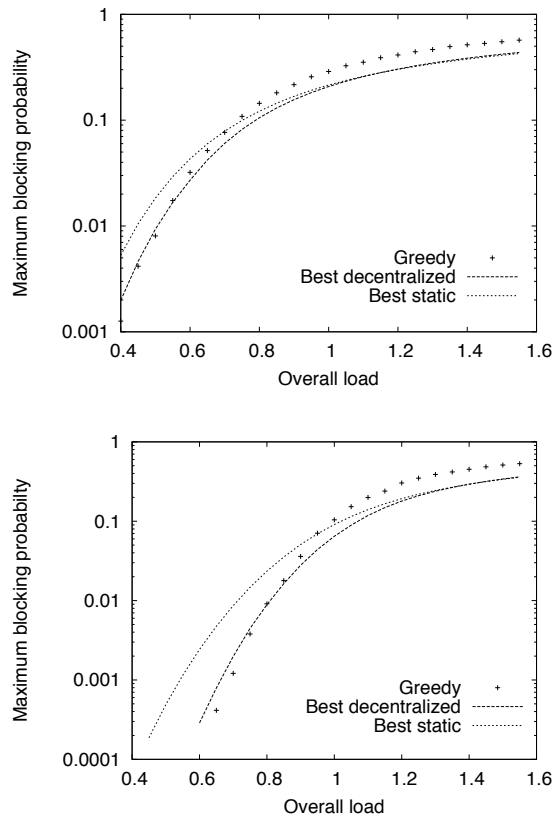 Maximum blocking probability
1
0.1
0.01
0.001
Greedy
Best decentralized
Best static
0.4 0.6 0.8 1 1.2 1.4 1.6
Overall load
Maximum blocking probabilty
1
0.1
0.01
0.001
0.0001
Greedy
Best decentralized
Best static
0.4 0.6 0.8 1 1.2 1.4 1.6
Overall load